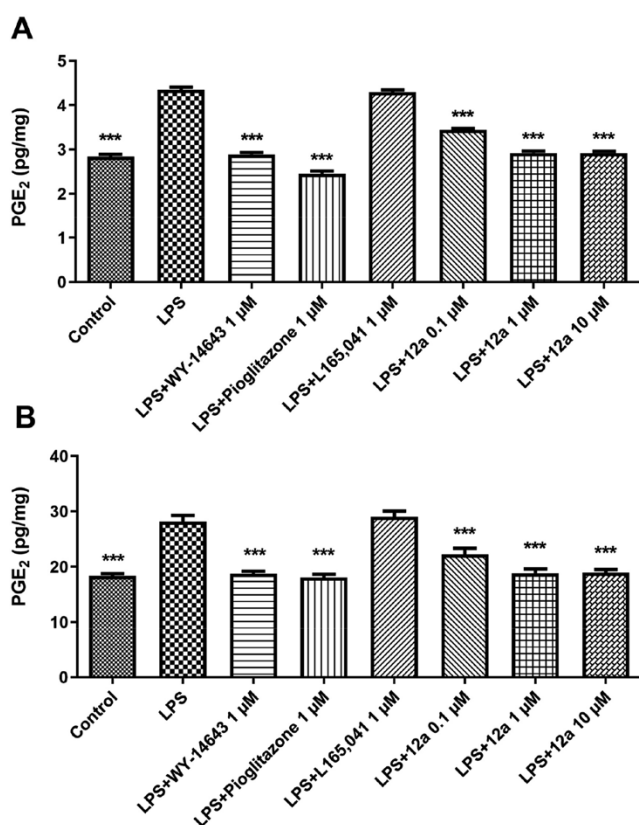 A
PGE₂ (pg/mg)
5
4
3
2
1
0
***
***
***
***
***
***
Control
LPS
LPS+WY-14643 1 µM
LPS+Pioglitazone 1 µM
LPS+L165,041 1 µM
LPS+12a 0.1 µM
LPS+12a 1 µM
LPS+12a 10 µM
B
PGE₂ (pg/mg)
40
30
20
10
0
***
***
***
***
***
***
Control
LPS
LPS+WY-14643 1 µM
LPS+Pioglitazone 1 µM
LPS+L165,041 1 µM
LPS+12a 0.1 µM
LPS+12a 1 µM
LPS+12a 10 µM